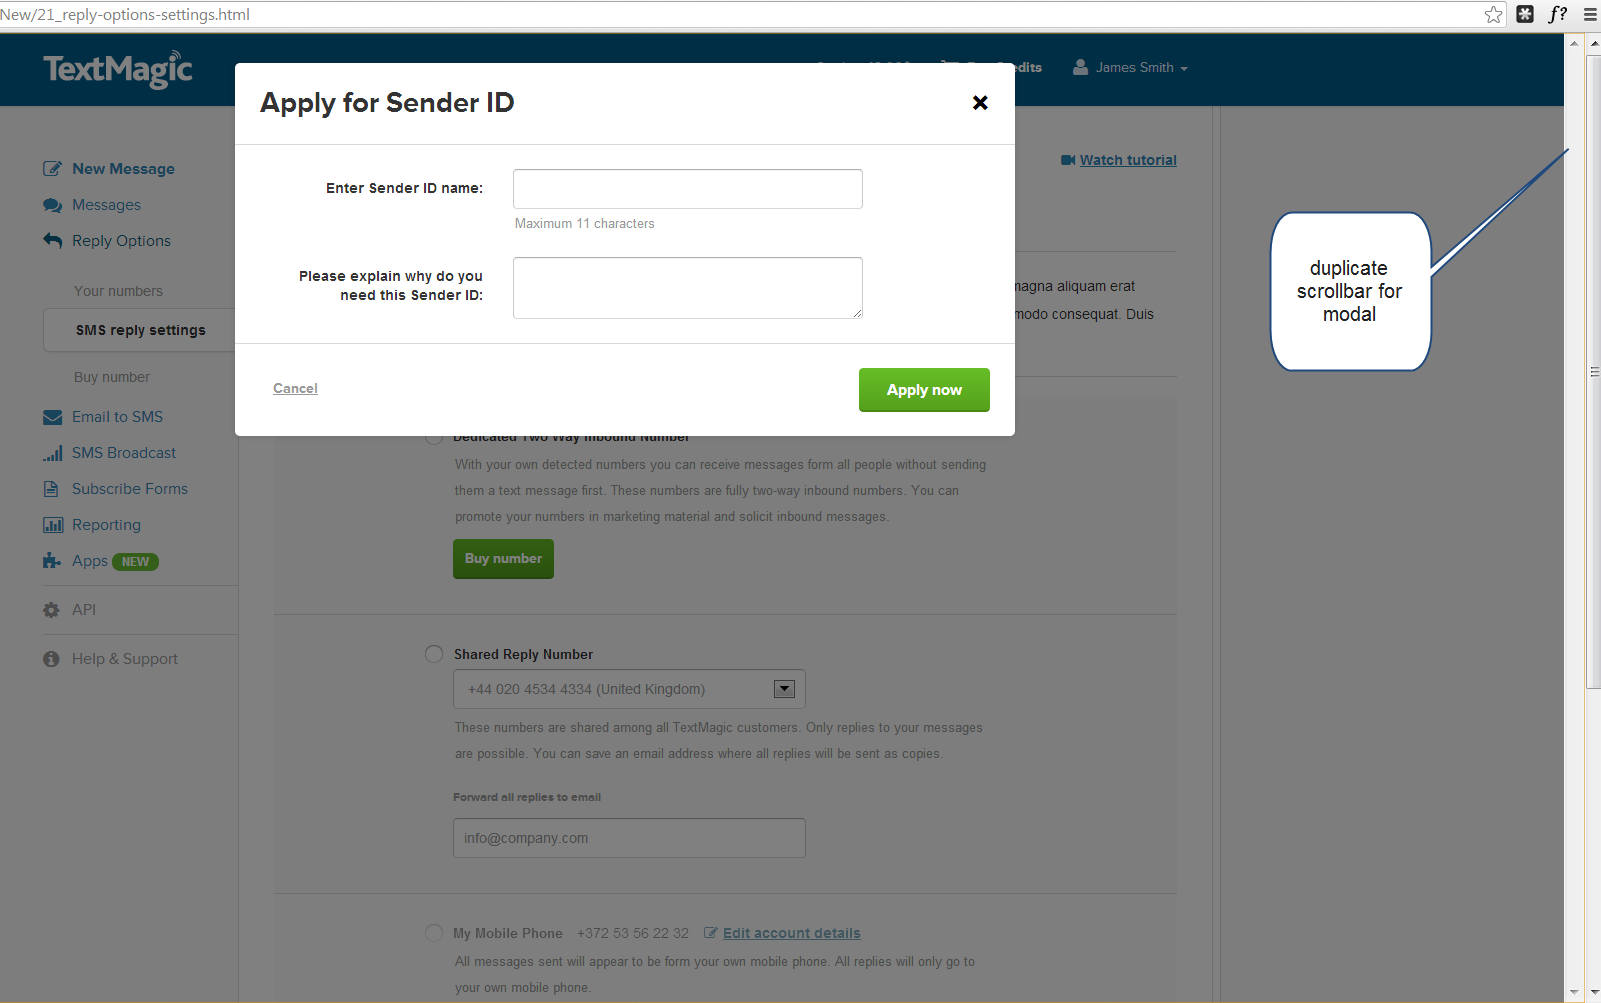 New/21_reply-options-settings.html
f?
TextMagic
edits
James Smith
Apply for Sender ID
Watch tutorial
New Message
Messages
Reply Options
Your numbers
SMS reply settings
Buy number
Email to SMS
SMS Broadcast
Subscribe Forms
Reporting
Apps NEW
API
Help & Support
Enter Sender ID name:
Maximum 11 characters
Please explain why do you
need this Sender ID:
Cancel
Apply now
magna aliquam erat
modo consequat. Duis
duplicate
scrollbar for
modal
Dedicated Two Way Inbound Number
With your own detected numbers you can receive messages form all people without sending
them a text message first. These numbers are fully two-way inbound numbers. You can
promote your numbers in marketing material and solicit inbound messages.
Buy number
Shared Reply Number
+44 020 4534 4334 (United Kingdom)
These numbers are shared among all TextMagic customers. Only replies to your messages
are possible. You can save an email address where all replies will be sent as copies.
Forward all replies to email
info@company.com
My Mobile Phone +372 53 56 22 32 Edit account details
All messages sent will appear to be form your own mobile phone. All replies will only go to
your own mobile phone.